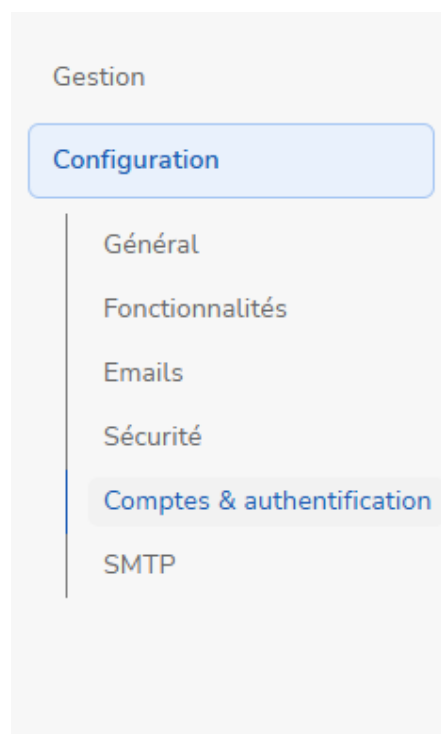 Gestion
Configuration
Général
Fonctionnalités
Emails
Sécurité
Comptes & authentification
SMTP